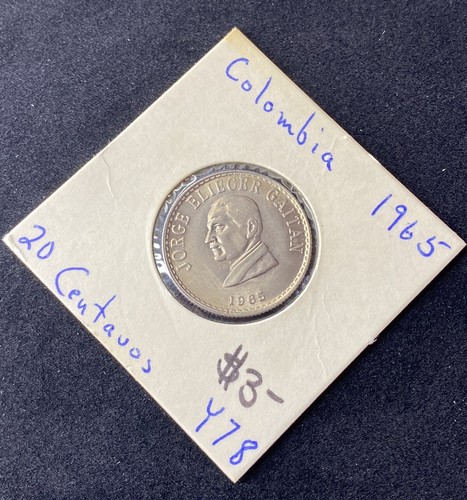 Colombia
1965
JORGE ELIECER GAITAN
1965
20 Centavos
$3-
Y78